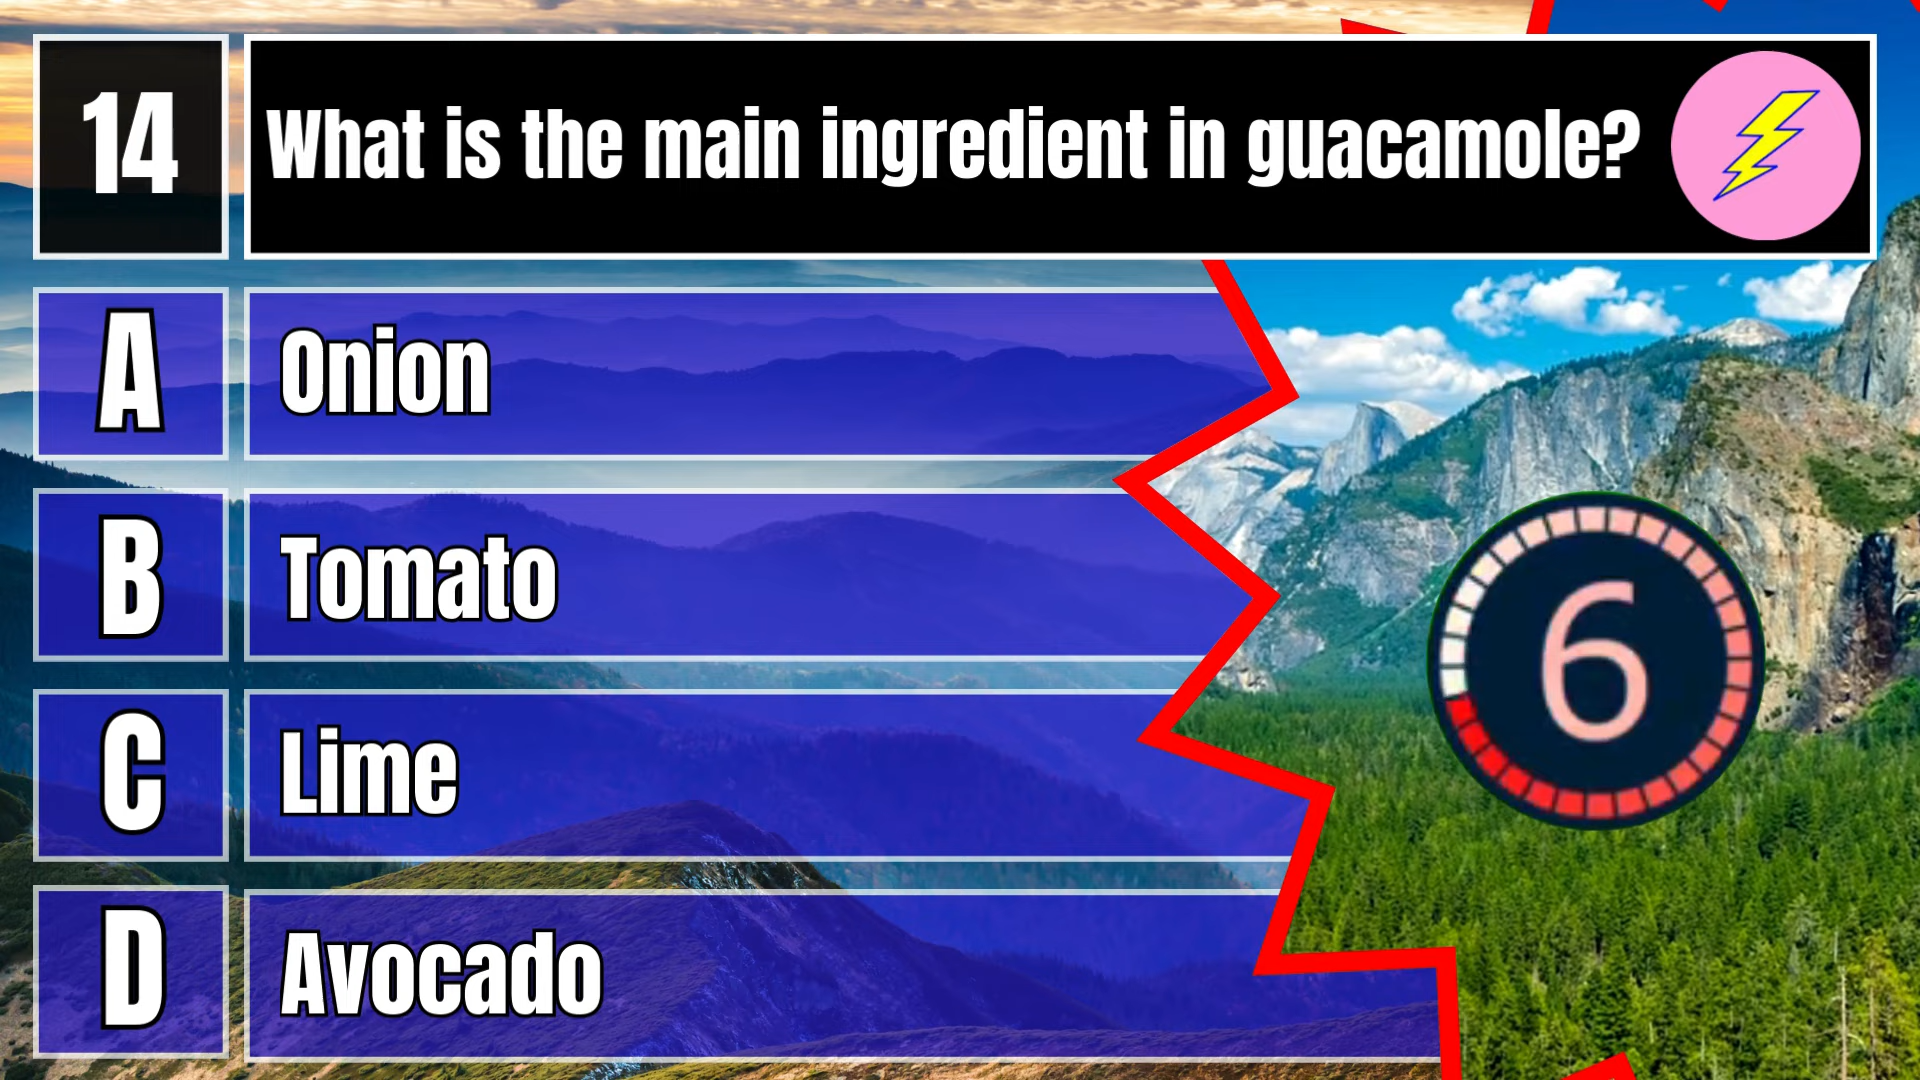 14
What is the main ingredient in guacamole?
A
Onion
B
Tomato
C
Lime
D
Avocado
6